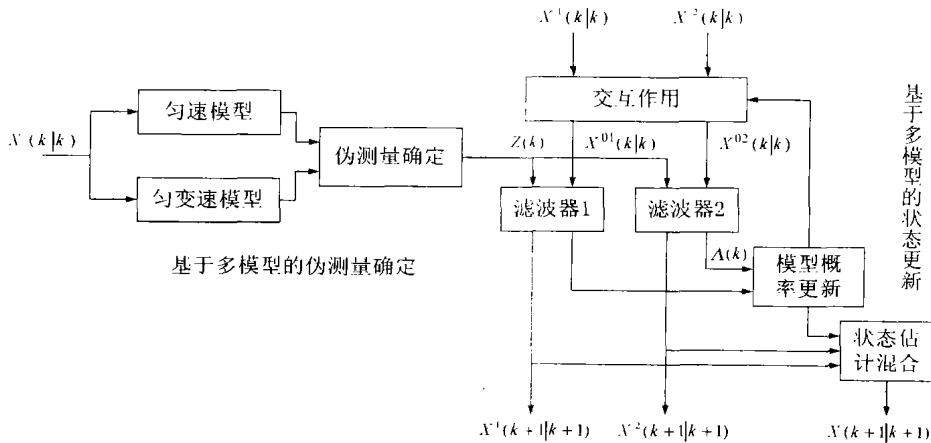 X¹(k|k)
X²(k|k)
交互作用
匀速模型
X(k|k)
伪测量确定
匀变速模型
Z(k)
X⁰¹(k|k)
X⁰²(k|k)
滤波器1
滤波器2
基于多模型的伪测量确定
Λ(k)
模型概
率更新
基于多模型的状态更新
状态估
计混合
X¹(k+1|k+1)
X²(k+1|k+1)
X(k+1|k+1)